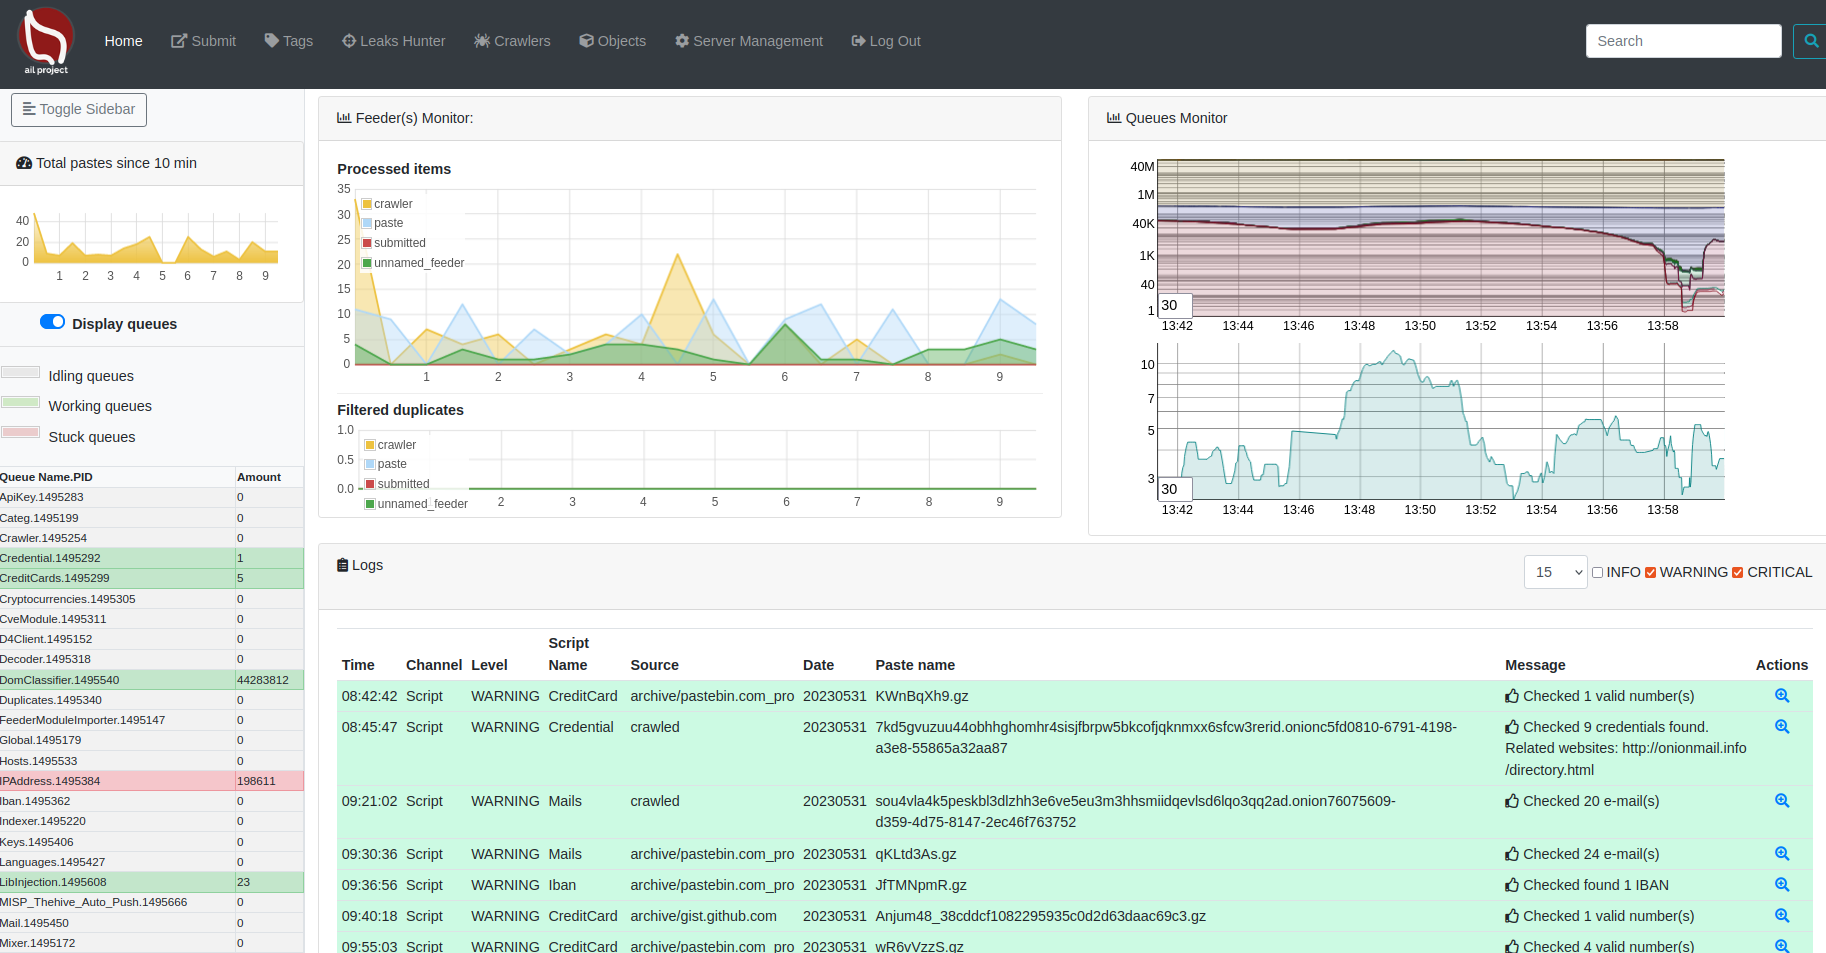 ail project
Home Submit Tags Leaks Hunter Crawlers Objects Server Management Log Out Search
Toggle Sidebar
Total pastes since 10 min
40
20
0
1 2 3 4 5 6 7 8 9
Display queues
Idling queues
Working queues
Stuck queues
Queue Name.PID Amount
ApiKey.1495283 0
Categ.1495199 0
Crawler.1495254 0
Credential.1495292 1
CreditCards.1495299 5
Cryptocurrencies.1495305 0
CveModule.1495311 0
D4Client.1495152 0
Decoder.1495318 0
DomClassifier.1495540 44283812
Duplicates.1495340 0
FeederModuleImporter.1495147 0
Global.1495179 0
Hosts.1495533 0
IPAddress.1495384 198611
Iban.1495362 0
Indexer.1495220 0
Keys.1495406 0
Languages.1495427 0
LibInjection.1495608 23
MISP_Thehive_Auto_Push.1495666 0
Mail.1495450 0
Mixer.1495172 0
Feeder(s) Monitor:
Processed items
35
30
25
20
15
10
5
0
crawler
paste
submitted
unnamed_feeder
1 2 3 4 5 6 7 8 9
Filtered duplicates
1.0
0.5
0.0
crawler
paste
submitted
unnamed_feeder
1 2 3 4 5 6 7 8 9
Queues Monitor
40M
1M
40K
1K
40
1
30
13:42 13:44 13:46 13:48 13:50 13:52 13:54 13:56 13:58
10
7
5
3
30
13:42 13:44 13:46 13:48 13:50 13:52 13:54 13:56 13:58
Logs
15 INFO WARNING CRITICAL
Time Channel Level Script Name Source Date Paste name Message Actions
08:42:42 Script WARNING CreditCard archive/pastebin.com_pro 20230531 KWnBqXh9.gz Checked 1 valid number(s)
08:45:47 Script WARNING Credential crawled 20230531 7kd5gvuzuu44obhhghomhr4sisjfbrpw5bkcofjqknmxx6sfcw3rerid.onionc5fd0810-6791-4198- Checked 9 credentials found.
a3e8-55865a32aa87 Related websites: http://onionmail.info
/directory.html
09:21:02 Script WARNING Mails crawled 20230531 sou4vla4k5peskbl3dlzhh3e6ve5eu3m3hhsmiidqevlsd6lqo3qq2ad.onion76075609- Checked 20 e-mail(s)
d359-4d75-8147-2ec46f763752
09:30:36 Script WARNING Mails archive/pastebin.com_pro 20230531 qKLtd3As.gz Checked 24 e-mail(s)
09:36:56 Script WARNING Iban archive/pastebin.com_pro 20230531 JfTMNpmR.gz Checked found 1 IBAN
09:40:18 Script WARNING CreditCard archive/gist.github.com 20230531 Anjum48_38cddcf1082295935c0d2d63daac69c3.gz Checked 1 valid number(s)
09:55:03 Script WARNING CreditCard archive/pastebin.com_pro 20230531 wR6vVzzS.gz Checked 4 valid number(s)